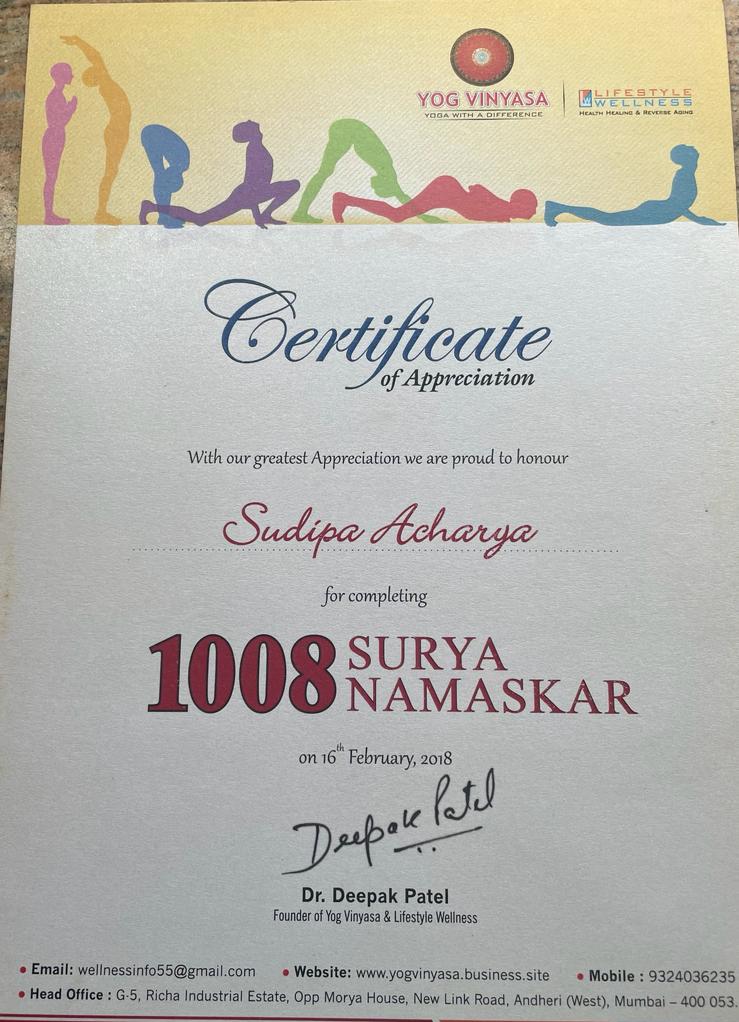 YOG VINYASA
YOGA WITH A DIFFERENCE
LIFESTYLE
WELLNESS
HEALTH HEALING & REVERSE AGING
Certificate
of Appreciation
With our greatest Appreciation we are proud to honour
Sudipa Acharya
for completing
1008 SURYA
NAMASKAR
on 16th February, 2018
Deepak Patel
Dr. Deepak Patel
Founder of Yog Vinyasa & Lifestyle Wellness
• Email: wellnessinfo55@gmail.com • Website: www.yogvinyasa.business.site • Mobile : 9324036235
• Head Office : G-5, Richa Industrial Estate, Opp Morya House, New Link Road, Andheri (West), Mumbai – 400 053.